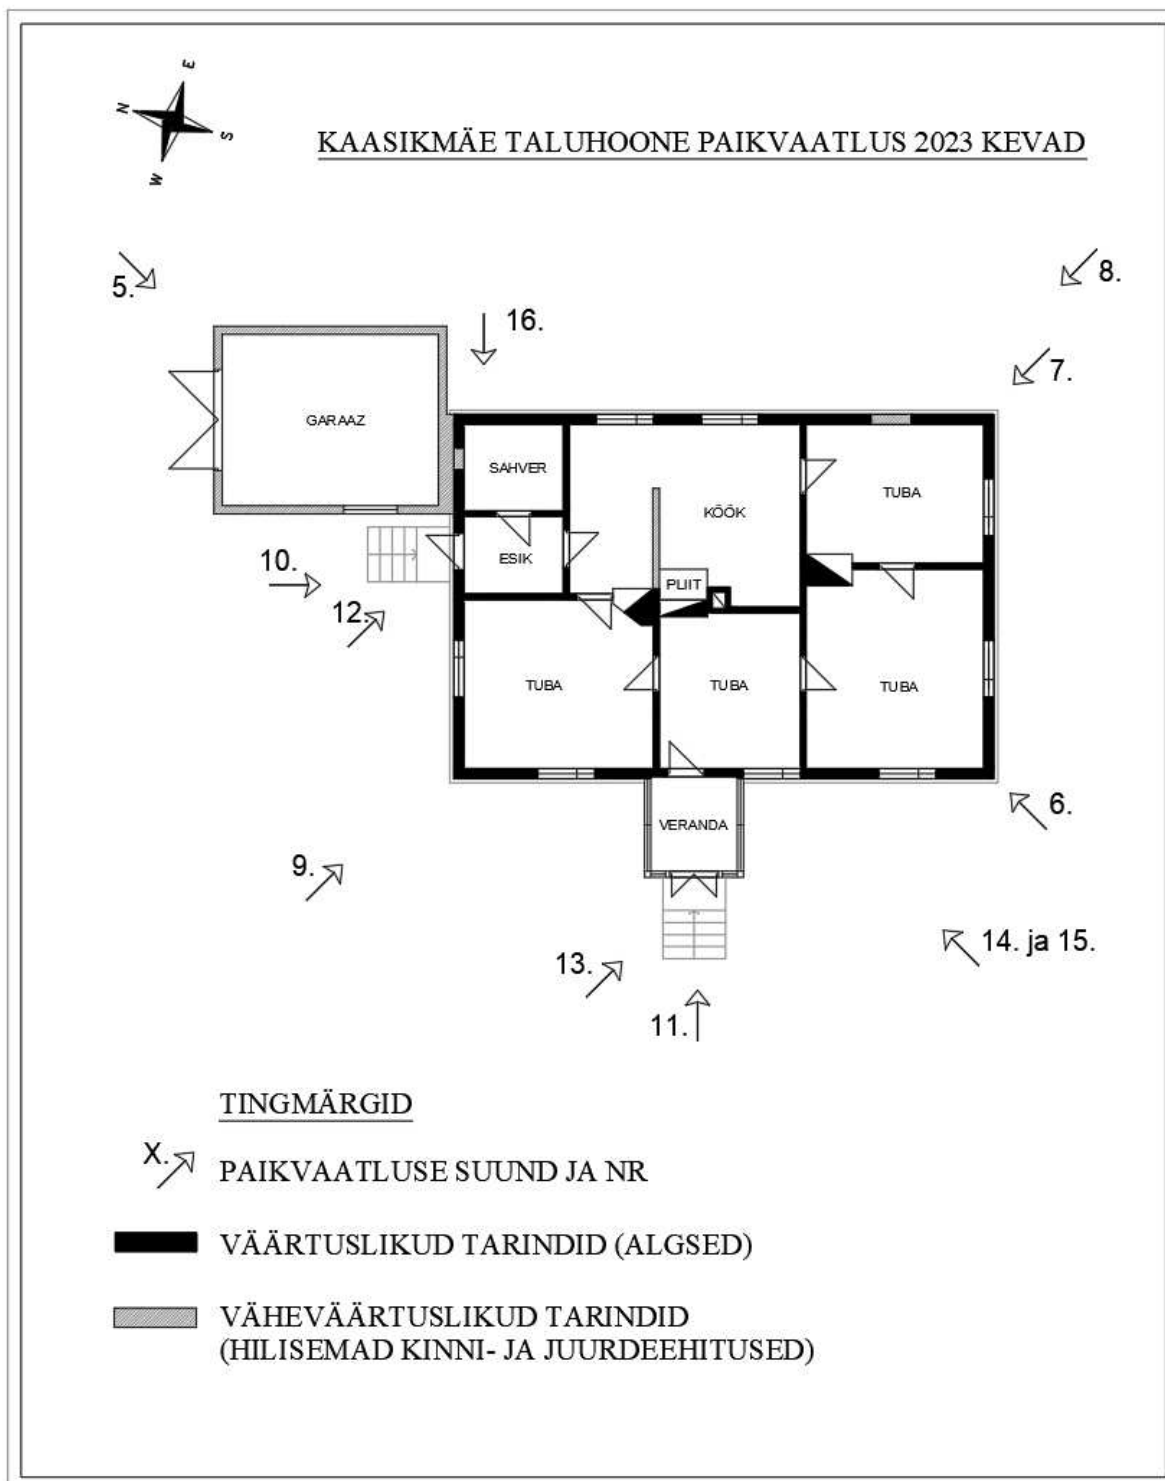 E
N
S
W
KAASIKMÄE TALUHOONE PAIKVAATLUS 2023 KEVAD
5.
8.
16.
7.
GARAAZ
SAHVER
KÖÖK
TUBA
ESIK
10.
PLIIT
12.
TUBA
TUBA
TUBA
6.
VERANDA
9.
14. ja 15.
13.
11.
TINGMÄRGID
X.
PAIKVAATLUSE SUUND JA NR
VÄÄRTUSLIKUD TARINDID (ALGSED)
VÄHEVÄÄRTUSLIKUD TARINDID
(HILISEMAD KINNI- JA JUURDEEHITUSED)